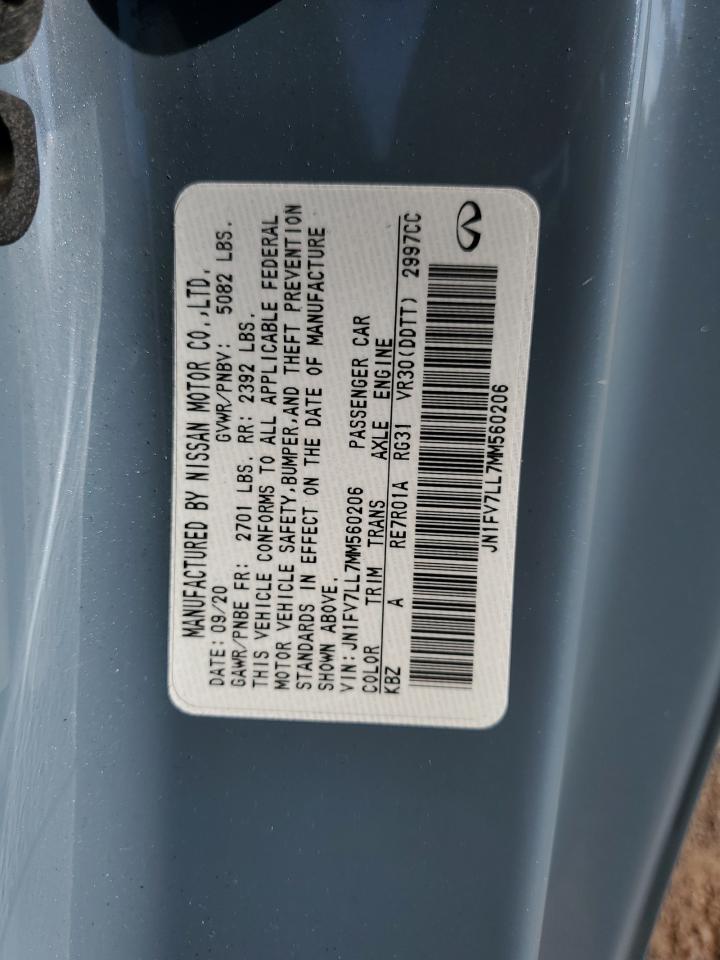 MANUFACTURED BY NISSAN MOTOR CO.,LTD.
DATE: 09/20 GVWR/PNBV: 5082 LBS.
GAWR/PNBE FR: 2701 LBS. RR: 2392 LBS.
THIS VEHICLE CONFORMS TO ALL APPLICABLE FEDERAL
MOTOR VEHICLE SAFETY,BUMPER,AND THEFT PREVENTION
STANDARDS IN EFFECT ON THE DATE OF MANUFACTURE
SHOWN ABOVE.
VIN:JN1FV7LL7MM560206 PASSENGER CAR
COLOR TRIM TRANS AXLE ENGINE
KBZ A RE7R01A RG31 VR30(DDTT) 2997CC
JN1FV7LL7MM560206